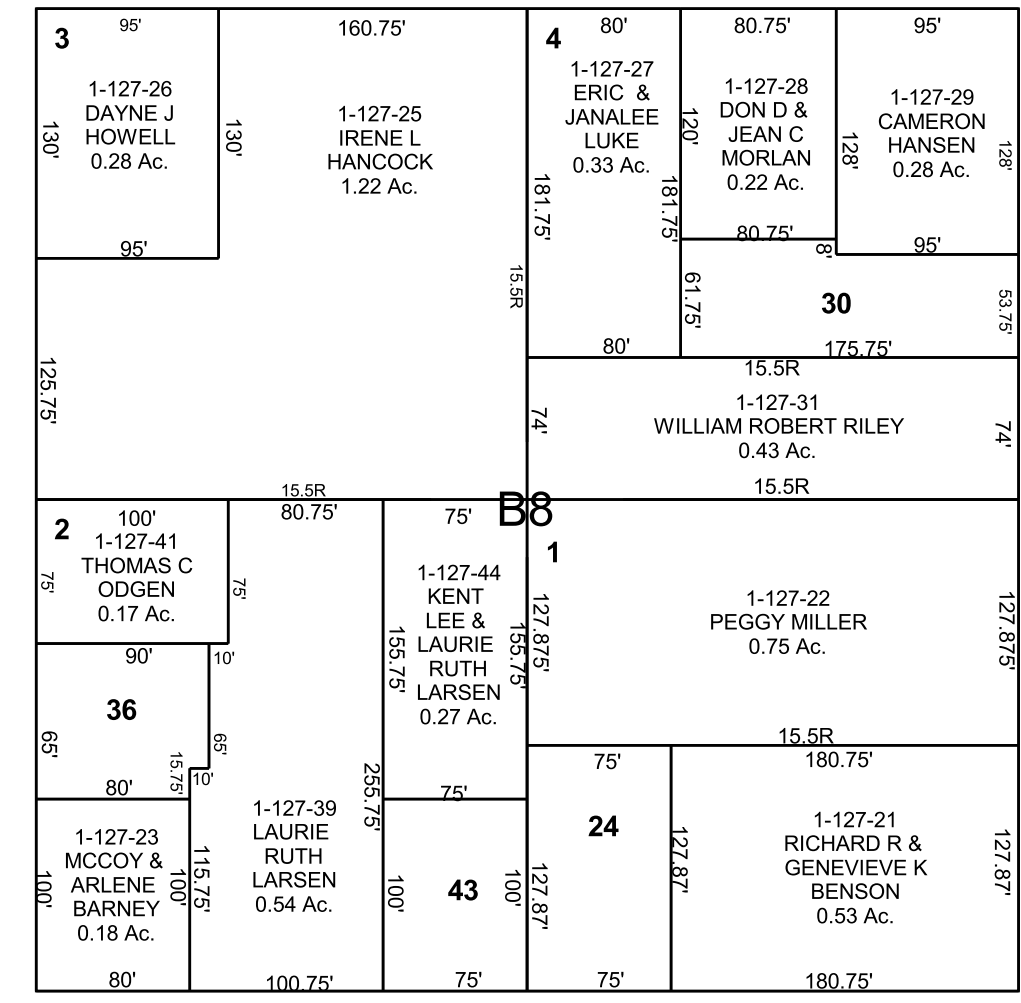 3
95'
1-127-26
DAYNE J
HOWELL
0.28 Ac.
130'
130'
95'
160.75'
1-127-25
IRENE L
HANCOCK
1.22 Ac.
15.5R
125.75'
15.5R
4
80'
1-127-27
ERIC &
JANALEE
LUKE
0.33 Ac.
181.75'
181.75'
80'
80.75'
1-127-28
DON D &
JEAN C
MORLAN
0.22 Ac.
120'
80.75'
8'
95'
1-127-29
CAMERON
HANSEN
0.28 Ac.
128'
128'
95'
30
61.75'
53.75'
175.75'
15.5R
1-127-31
WILLIAM ROBERT RILEY
0.43 Ac.
74'
74'
15.5R
B8
2
100'
1-127-41
THOMAS C
ODGEN
0.17 Ac.
75'
75'
90'
10'
36
65'
65'
15.75'
10'
80'
1-127-23
MCCOY &
ARLENE
BARNEY
0.18 Ac.
100'
100'
80'
80.75'
1-127-39
LAURIE
RUTH
LARSEN
0.54 Ac.
115.75'
255.75'
100.75'
75'
1-127-44
KENT
LEE &
LAURIE
RUTH
LARSEN
0.27 Ac.
155.75'
155.75'
75'
43
100'
100'
75'
1
1-127-22
PEGGY MILLER
0.75 Ac.
127.875'
127.875'
15.5R
75'
24
127.87'
127.87'
75'
180.75'
1-127-21
RICHARD R &
GENEVIEVE K
BENSON
0.53 Ac.
127.87'
180.75'